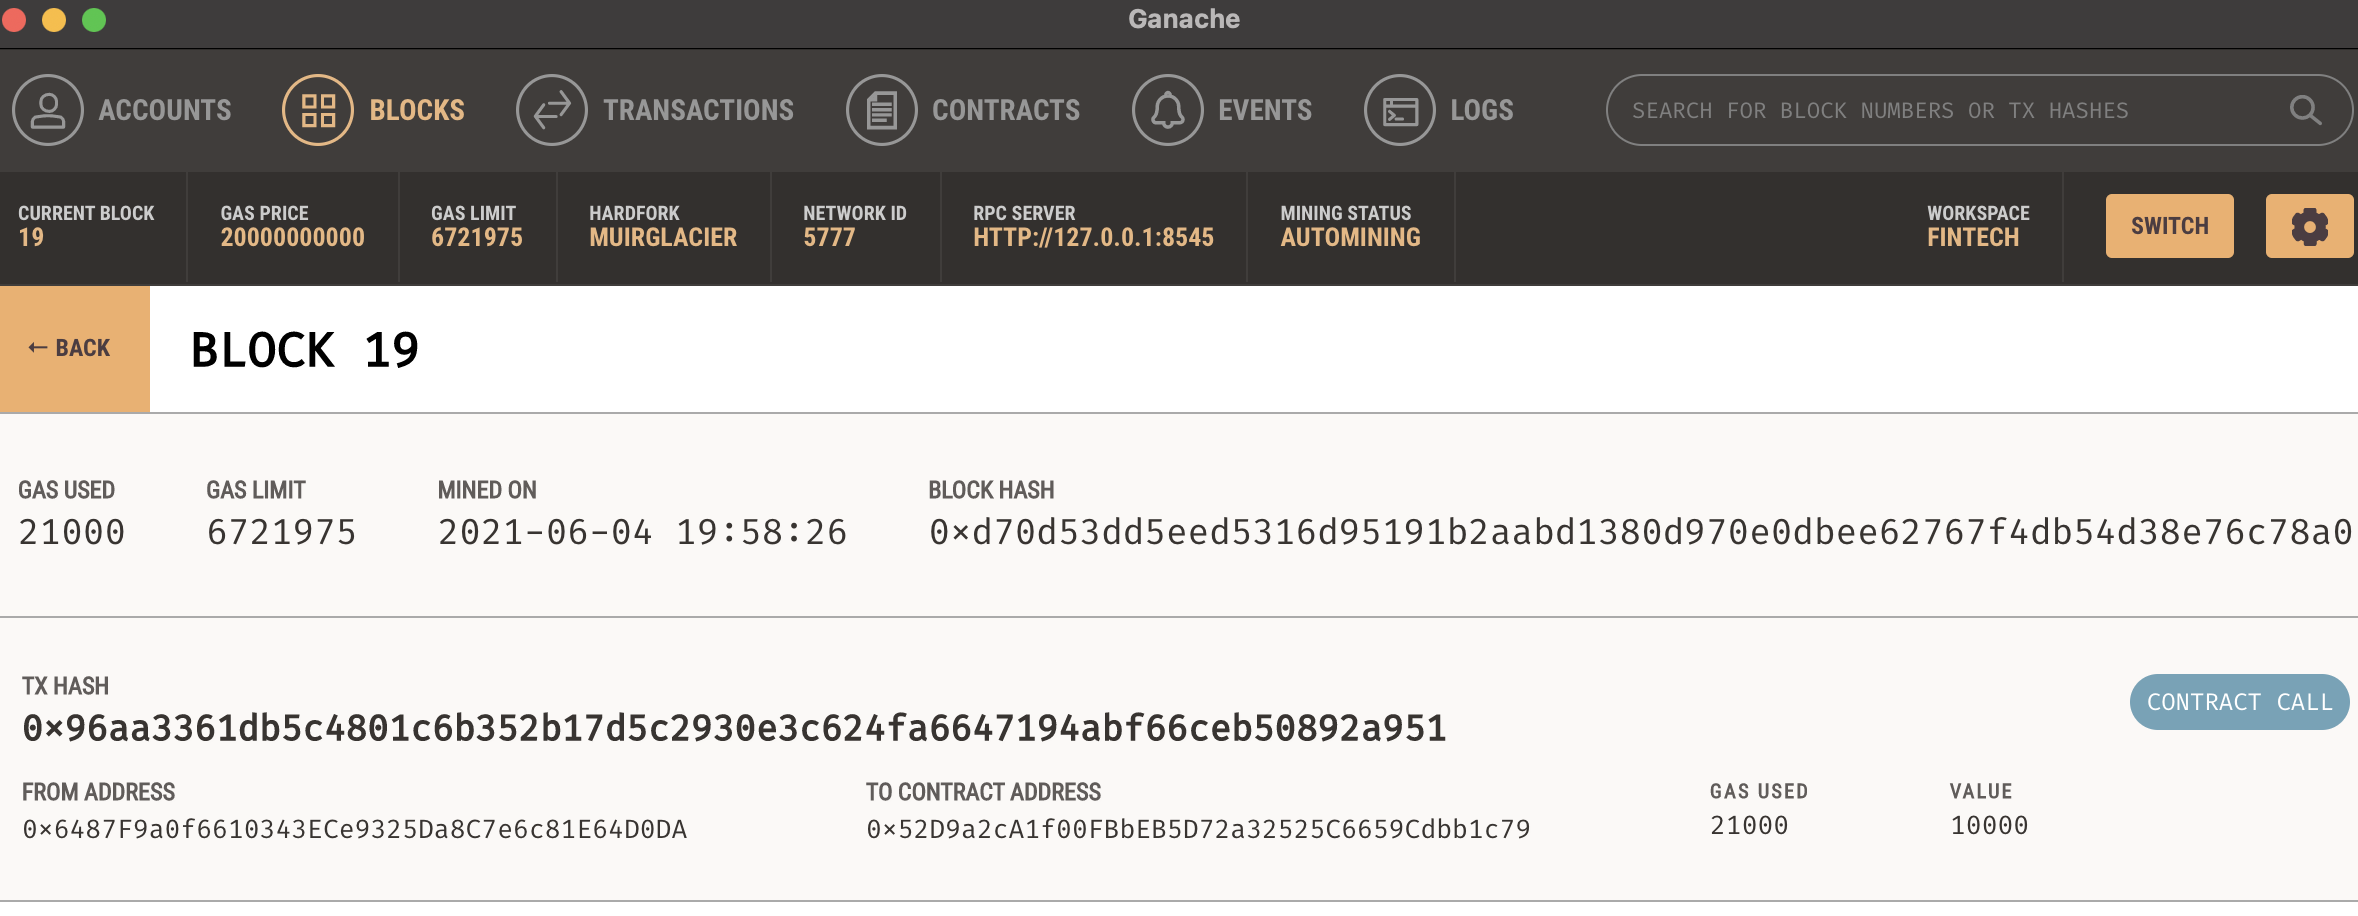 Ganache
ACCOUNTS BLOCKS TRANSACTIONS CONTRACTS EVENTS LOGS SEARCH FOR BLOCK NUMBERS OR TX HASHES
CURRENT BLOCK GAS PRICE GAS LIMIT HARDFORK NETWORK ID RPC SERVER MINING STATUS WORKSPACE
19 20000000000 6721975 MUIRGLACIER 5777 HTTP://127.0.0.1:8545 AUTOMINING FINTECH SWITCH
← BACK BLOCK 19
GAS USED GAS LIMIT MINED ON BLOCK HASH
21000 6721975 2021-06-04 19:58:26 0×d70d53dd5eed5316d95191b2aabd1380d970e0dbee62767f4db54d38e76c78a0
TX HASH
0×96aa3361db5c4801c6b352b17d5c2930e3c624fa6647194abf66ceb50892a951 CONTRACT CALL
FROM ADDRESS TO CONTRACT ADDRESS GAS USED VALUE
0×6487F9a0f6610343ECe9325Da8C7e6c81E64D0DA 0×52D9a2cA1f00FBbEB5D72a32525C6659Cdbb1c79 21000 10000